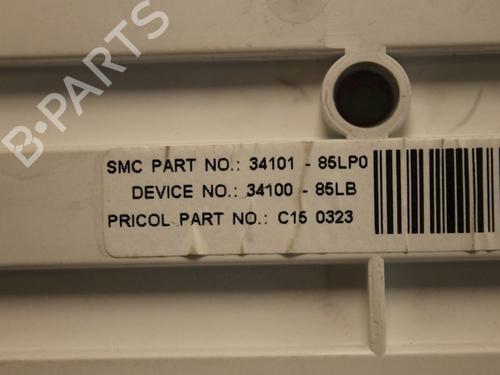 B-PARTS
SMC PART NO.: 34101 - 85LP0
DEVICE NO.: 34100 - 85LB
PRICOL PART NO.: C15 0323